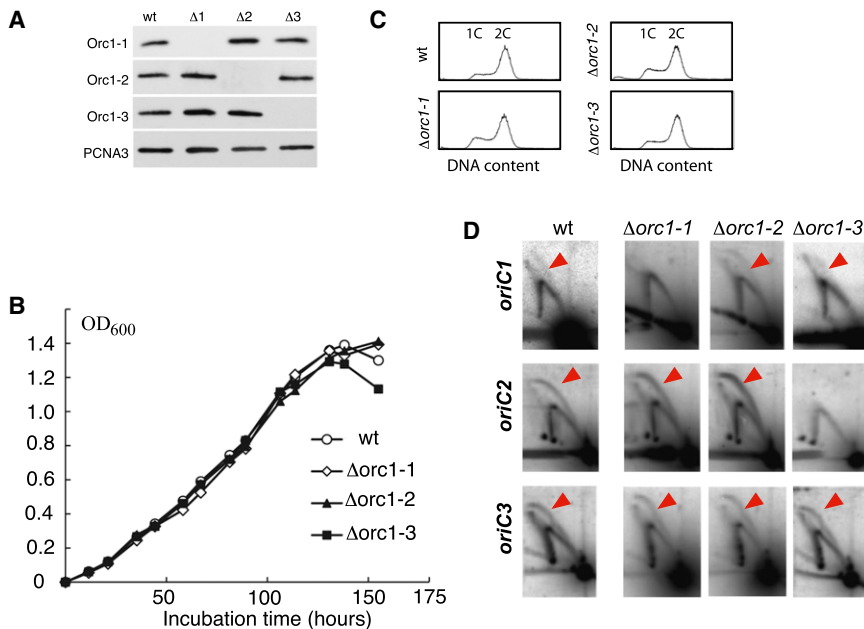 A
wt Δ1 Δ2 Δ3
Orc1-1
Orc1-2
Orc1-3
PCNA3
B
OD600
1.4
1.2
1.0
0.8
0.6
0.4
0.2
0
50 100 150 175
Incubation time (hours)
wt
Δorc1-1
Δorc1-2
Δorc1-3
C
wt
1C 2C
Δorc1-2
1C 2C
Δorc1-1
Δorc1-3
DNA content
DNA content
D
wt Δorc1-1 Δorc1-2 Δorc1-3
oriC1
oriC2
oriC3